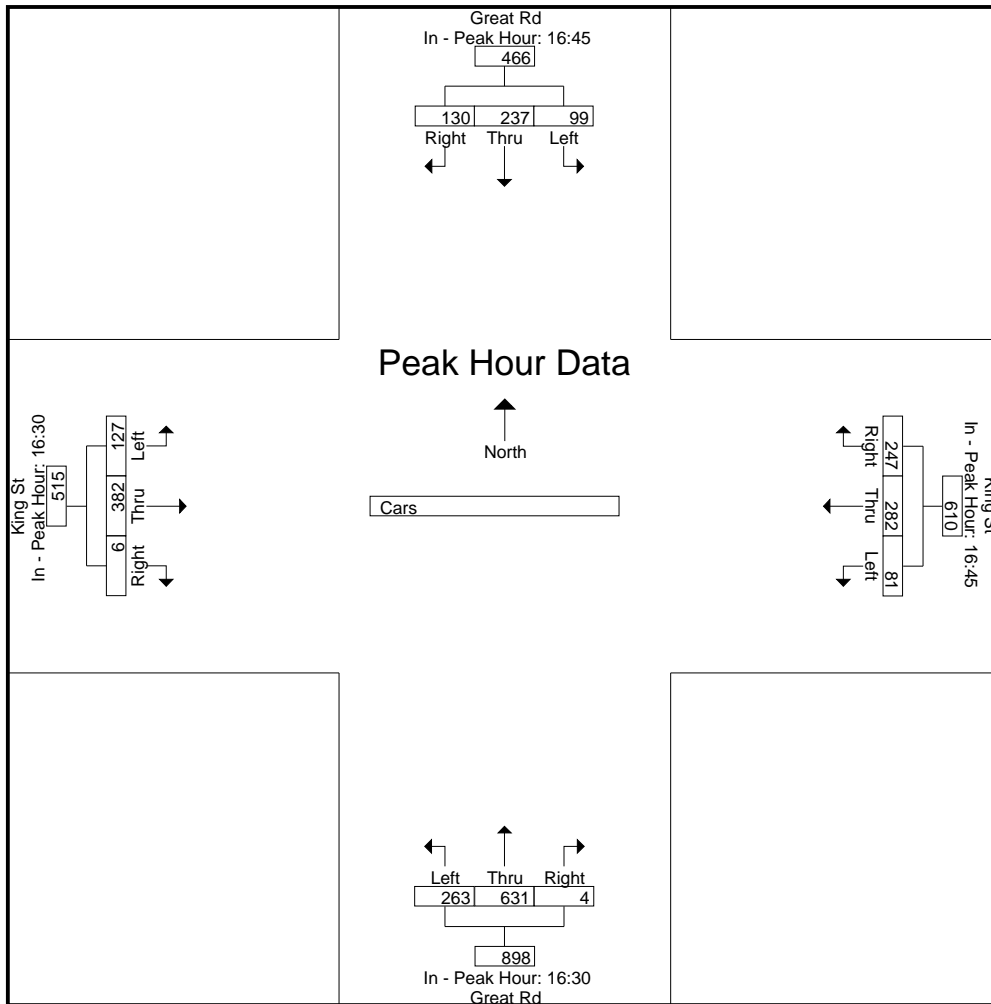 Great Rd
In - Peak Hour: 16:45
466
130 237 99
Right Thru Left
Peak Hour Data
North
Cars
King St
In - Peak Hour: 16:30
515
127 382 6
Left Thru Right
Right Thru Left
247 282 81
610
In - Peak Hour: 16:45
King St
Left Thru Right
263 631 4
898
In - Peak Hour: 16:30
Great Rd